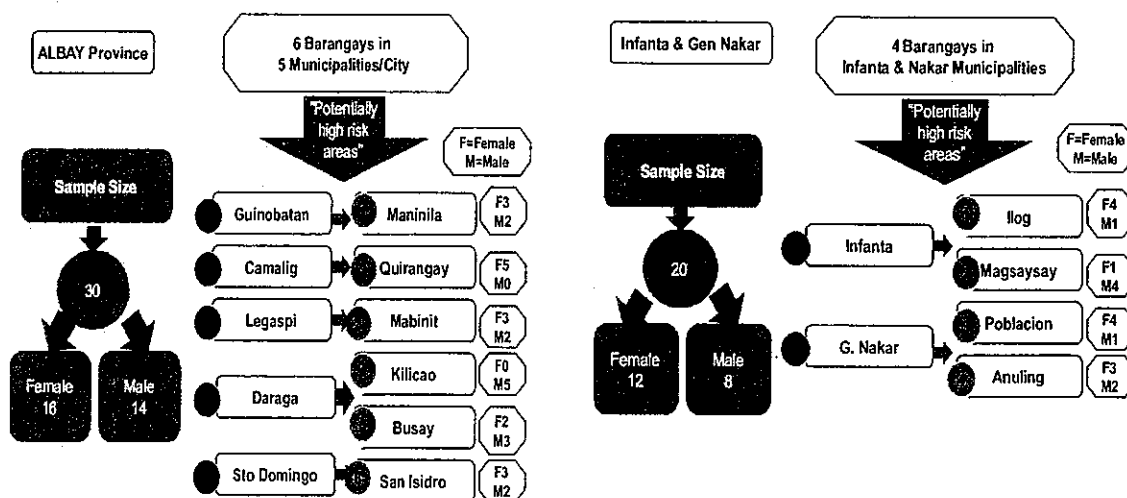 ALBAY Province
6 Barangays in
5 Municipalities/City
"Potentially
high risk
areas"
F=Female
M=Male
Sample Size
30
Female
16
Male
14
Guinobatan
Maninila
F3
M2
Camalig
Quirangay
F5
M0
Legaspi
Mabinit
F3
M2
Daraga
Kilicao
F0
M5
Busay
F2
M3
Sto Domingo
San Isidro
F3
M2
Infanta & Gen Nakar
4 Barangays in
Infanta & Nakar Municipalities
"Potentially
high risk
areas"
F=Female
M=Male
Sample Size
20
Female
12
Male
8
Infanta
Ilog
F4
M1
Magsaysay
F1
M4
G. Nakar
Poblacion
F4
M1
Anuling
F3
M2